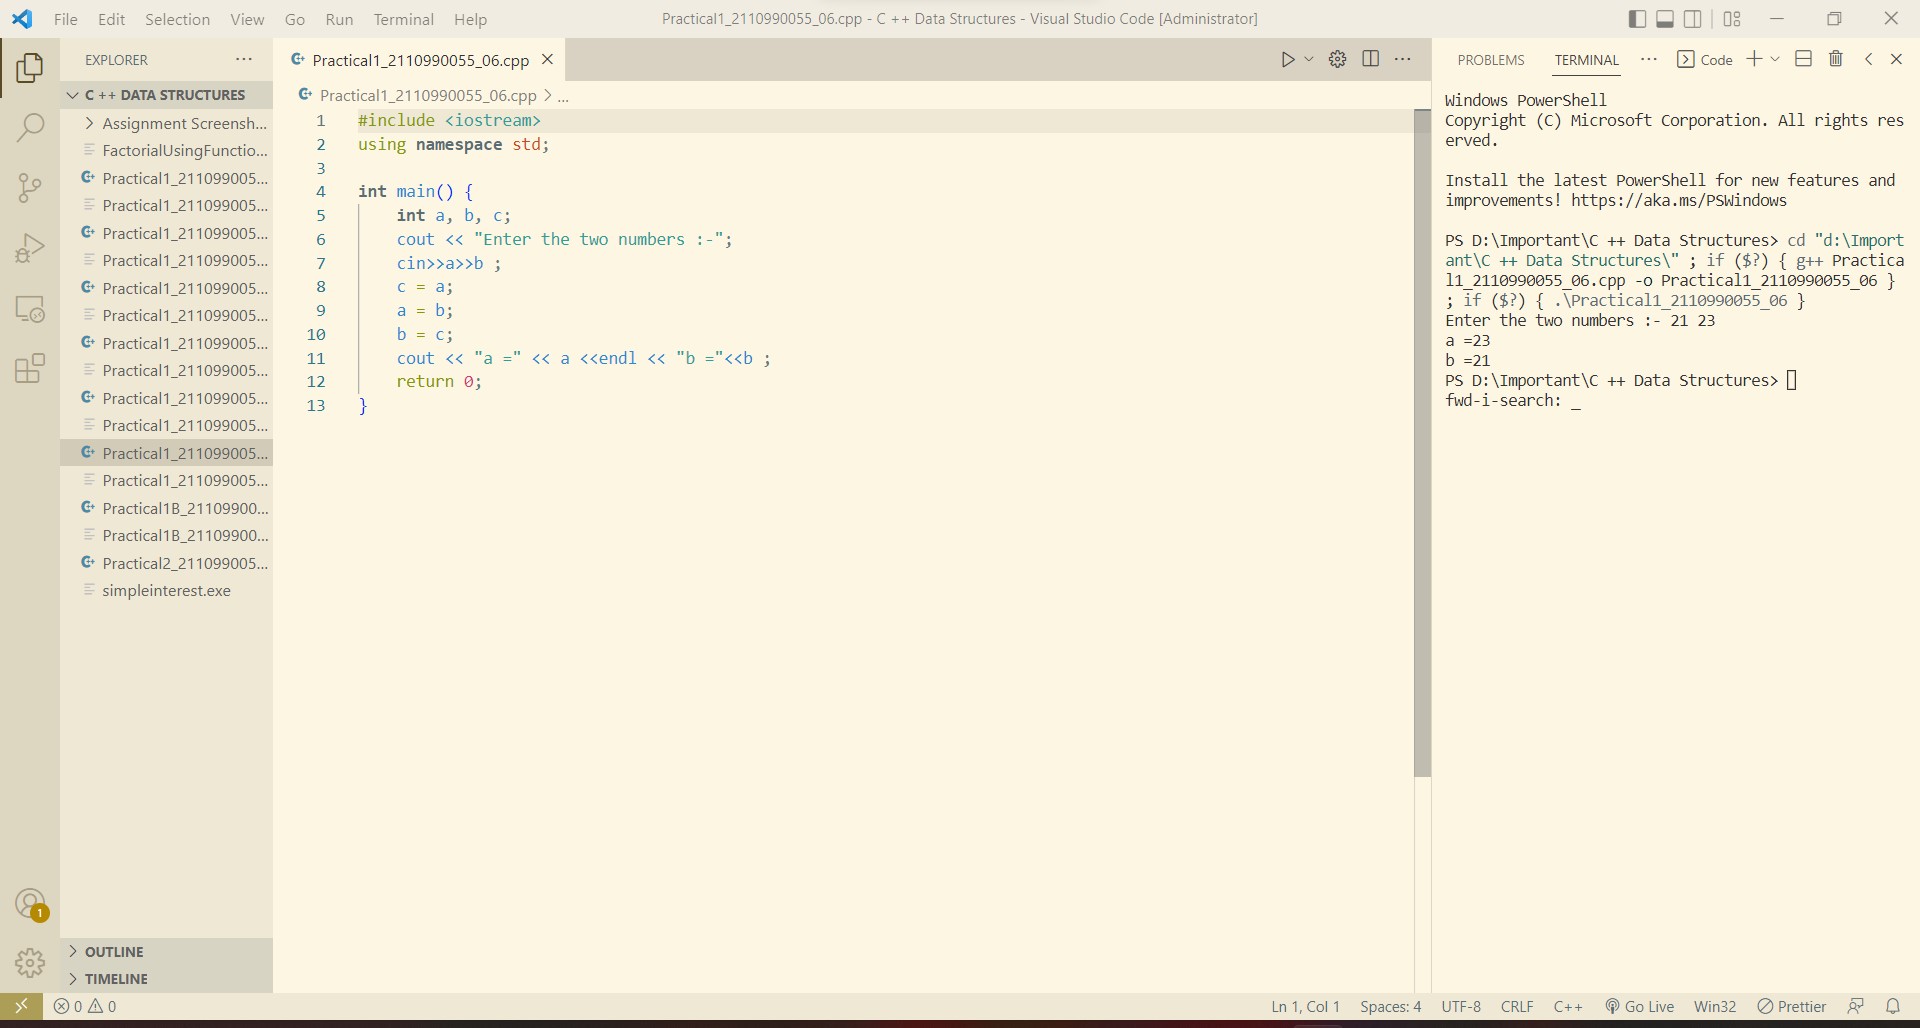 File Edit Selection View Go Run Terminal Help
Practical1_2110990055_06.cpp - C ++ Data Structures - Visual Studio Code [Administrator]
EXPLORER ...
C ++ DATA STRUCTURES
Assignment Screensh...
FactorialUsingFunctio...
Practical1_211099005...
Practical1_211099005...
Practical1_211099005...
Practical1_211099005...
Practical1_211099005...
Practical1_211099005...
Practical1_211099005...
Practical1_211099005...
Practical1_211099005...
Practical1_211099005...
Practical1_211099005...
Practical1_211099005...
Practical1B_21109900...
Practical1B_21109900...
Practical2_211099005...
simpleinterest.exe
OUTLINE
TIMELINE
Practical1_2110990055_06.cpp
Practical1_2110990055_06.cpp > ...
1 #include <iostream>
2 using namespace std;
3
4 int main() {
5     int a, b, c;
6     cout << "Enter the two numbers :-";
7     cin>>a>>b ;
8     c = a;
9     a = b;
10     b = c;
11     cout << "a =" << a <<endl << "b ="<<b ;
12     return 0;
13 }
PROBLEMS TERMINAL ... Code
Windows PowerShell
Copyright (C) Microsoft Corporation. All rights res
erved.
Install the latest PowerShell for new features and
improvements! https://aka.ms/PSWindows
PS D:\Important\C ++ Data Structures> cd "d:\Import
ant\C ++ Data Structures\" ; if ($?) { g++ Practica
l1_2110990055_06.cpp -o Practical1_2110990055_06 }
; if ($?) { .\Practical1_2110990055_06 }
Enter the two numbers :- 21 23
a =23
b =21
PS D:\Important\C ++ Data Structures>
fwd-i-search: _
1
0 0
Ln 1, Col 1 Spaces: 4 UTF-8 CRLF C++ Go Live Win32 Prettier